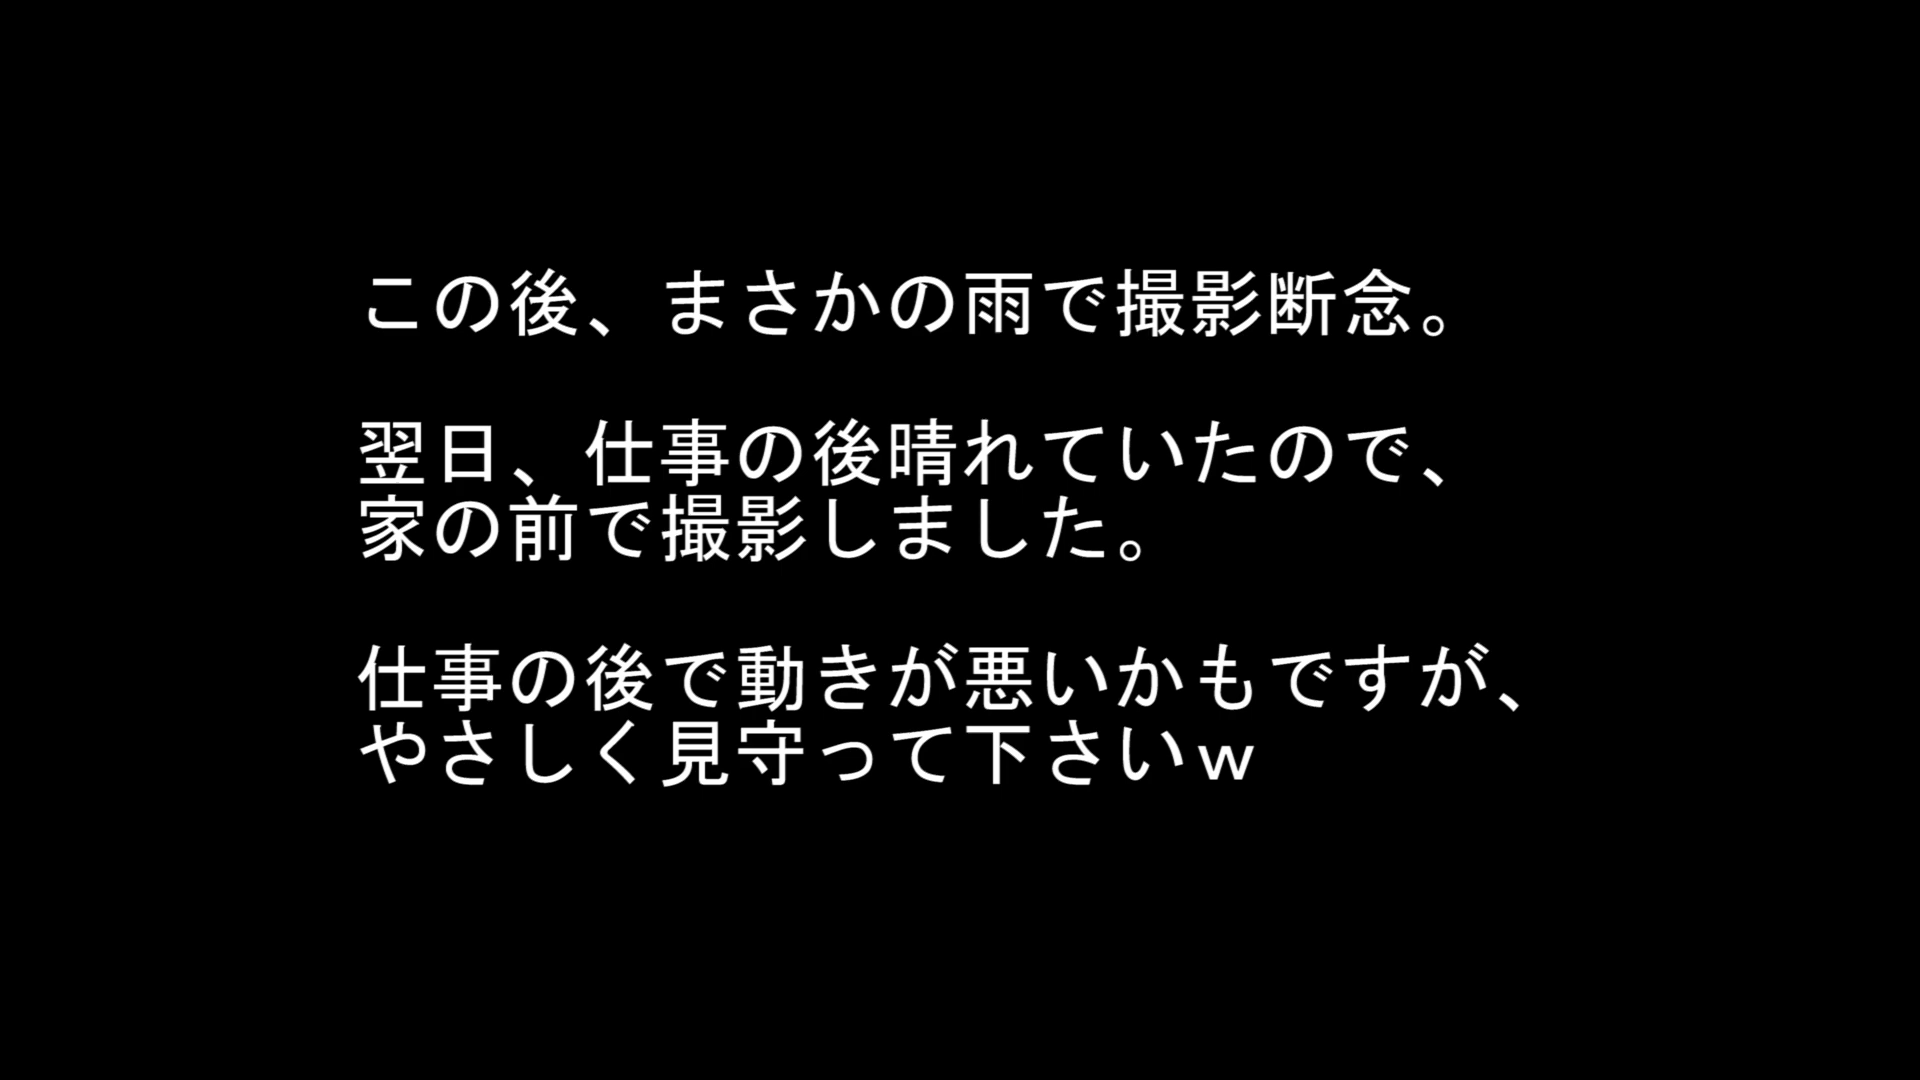 この後、まさかの雨で撮影断念。
翌日、仕事の後晴れていたので、
家の前で撮影しました。
仕事の後で動きが悪いかもですが、
やさしく見守って下さいｗ